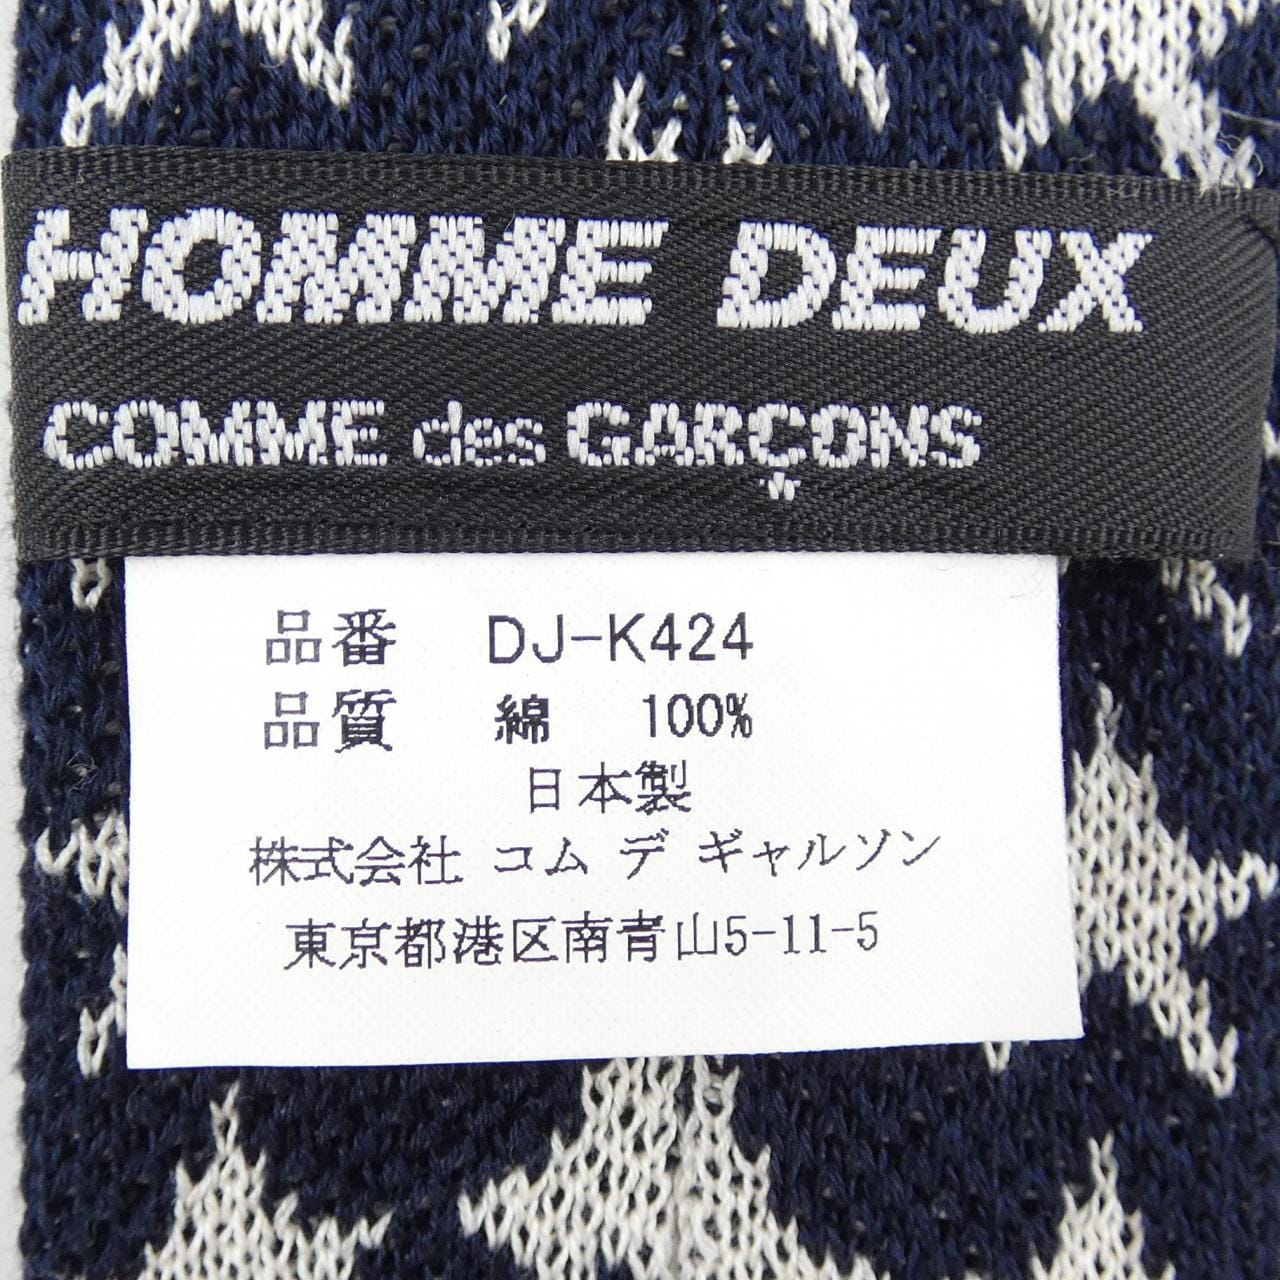 HOMME DEUX
COMME des GARÇONS
品番 DJ-K424
品質 綿 100%
日本製
株式会社 コム デ ギャルソン
東京都港区南青山5-11-5